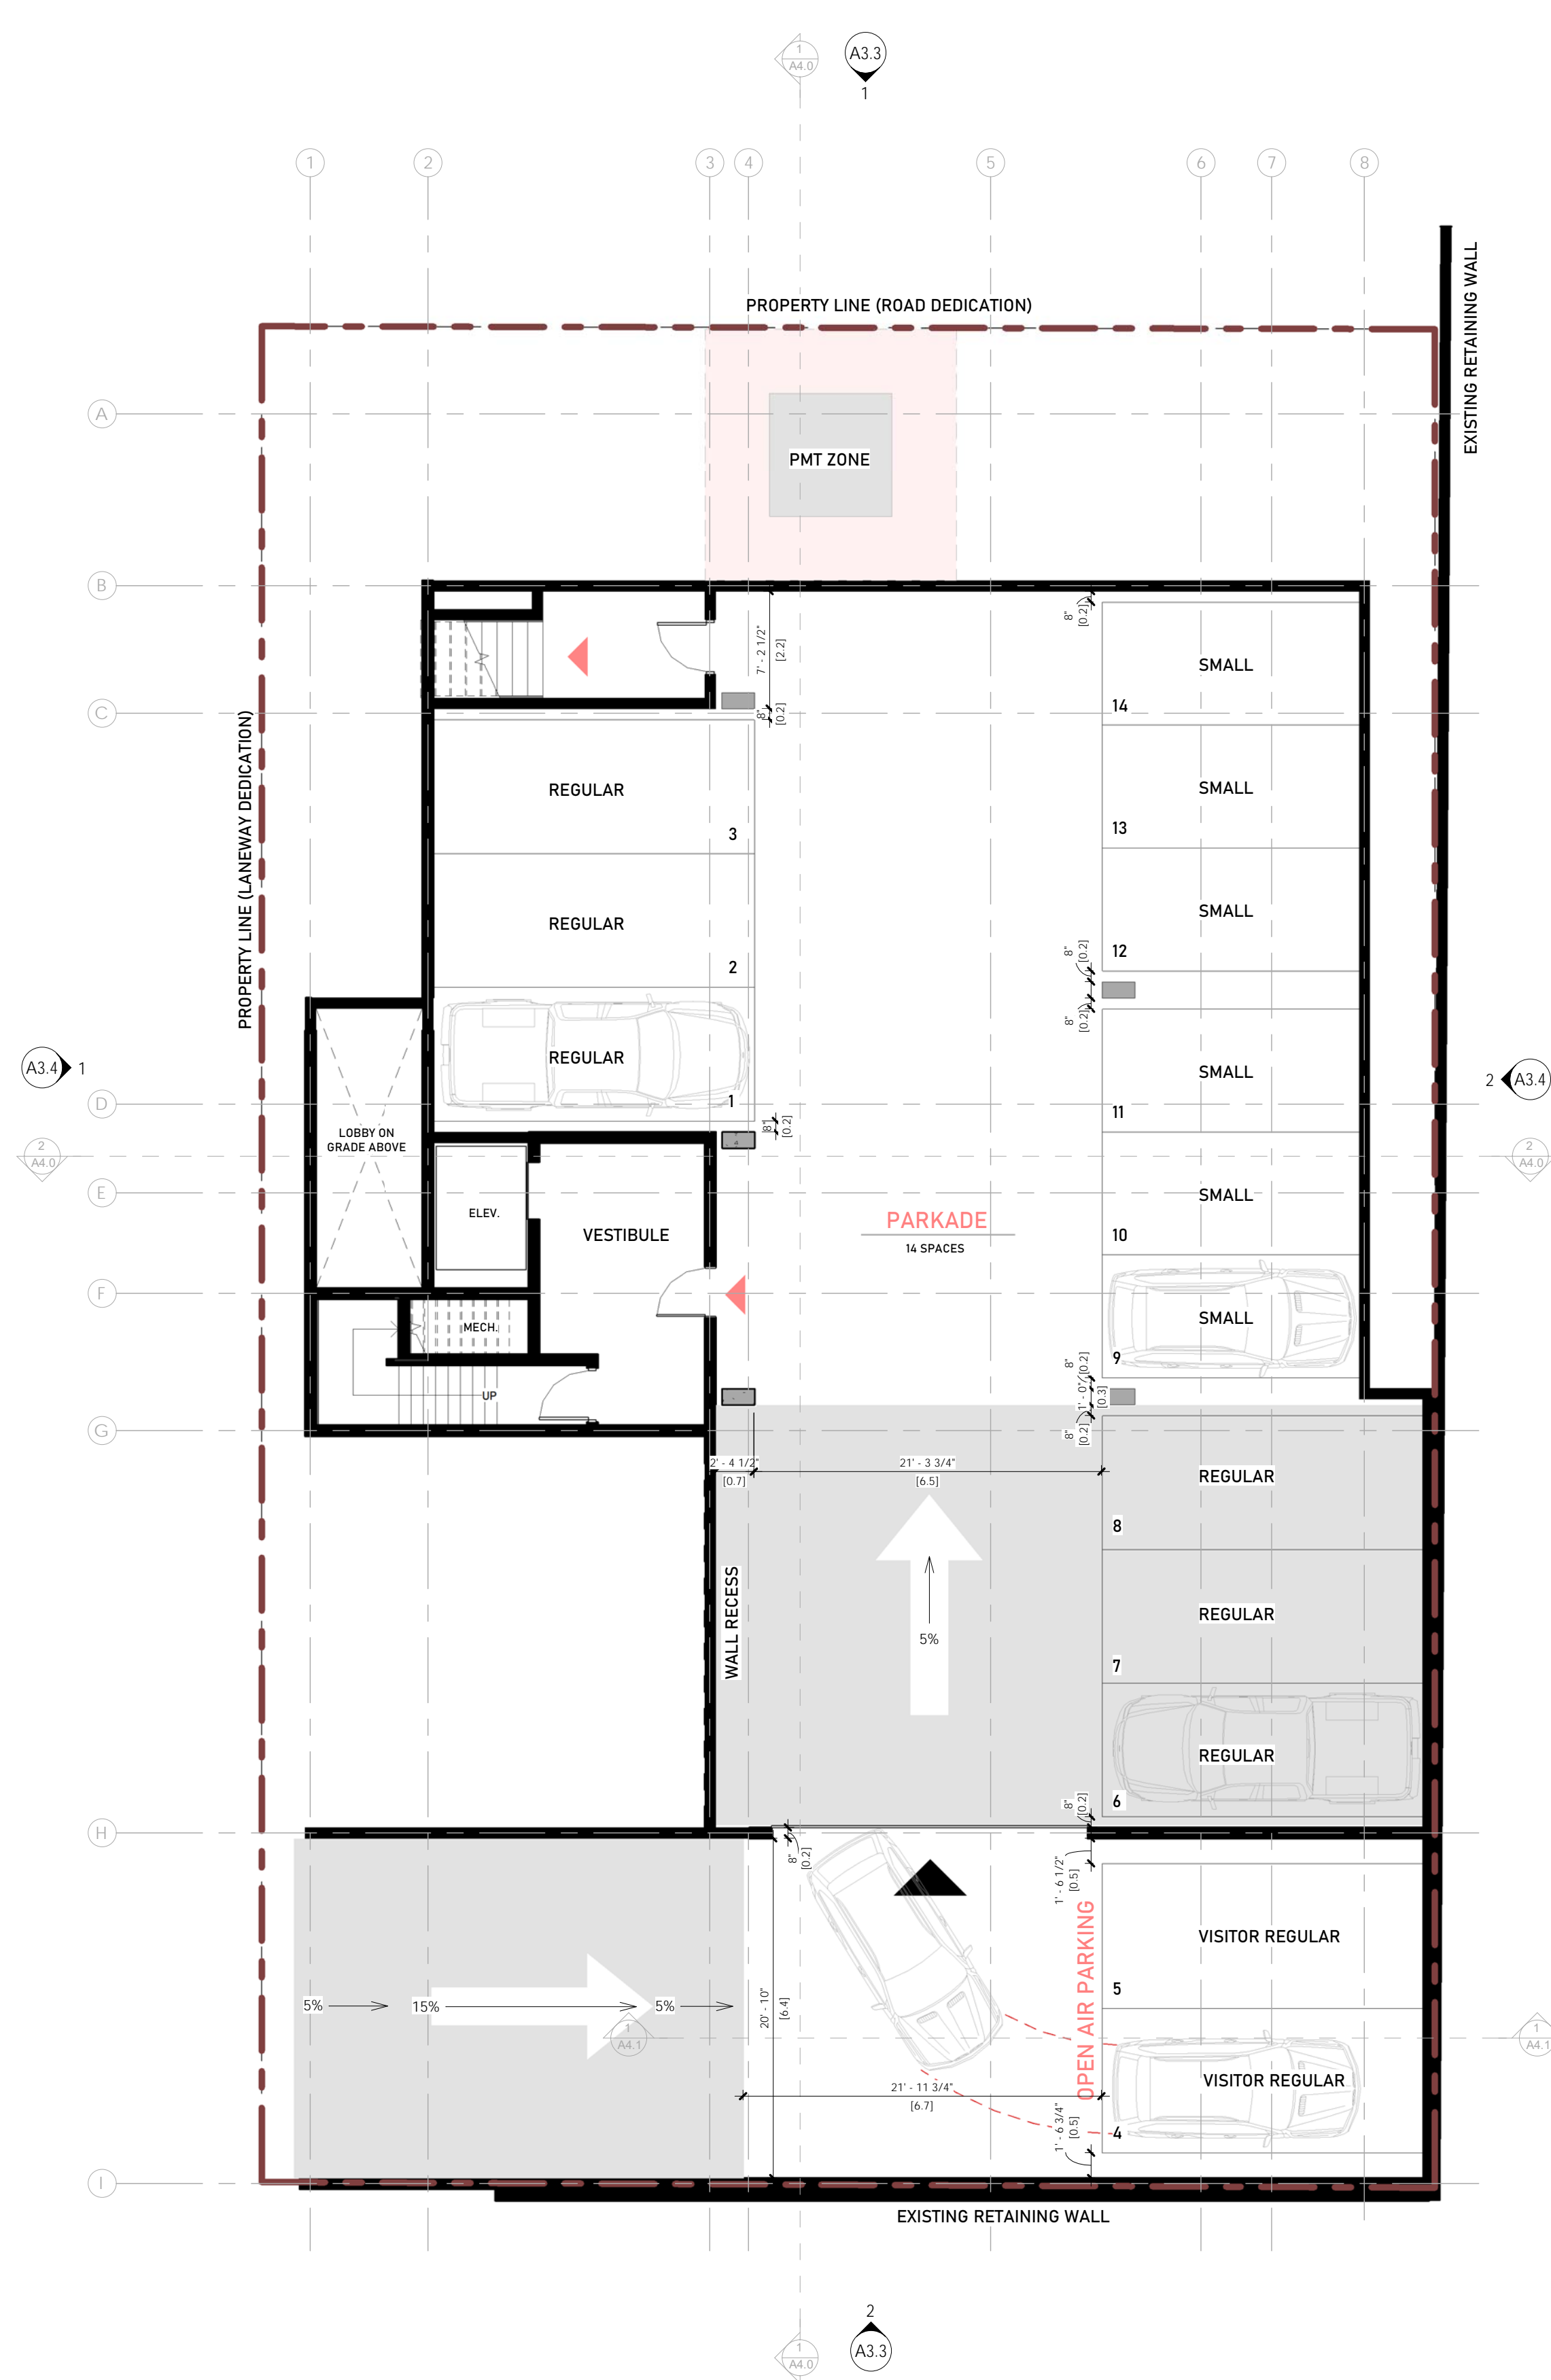 1
A4.0
A3.3
1
1
2
3
4
5
6
7
8
EXISTING RETAINING WALL
PROPERTY LINE (ROAD DEDICATION)
A
PMT ZONE
B
8"
[0.2]
7' - 2 1/2"
[2.2]
SMALL
14
C
8"
[0.2]
PROPERTY LINE (LANEWAY DEDICATION)
REGULAR
3
SMALL
13
REGULAR
2
SMALL
12
8"
[0.2]
8"
[0.2]
REGULAR
1
A3.4
1
SMALL
11
2
A3.4
D
8"
[0.2]
LOBBY ON
GRADE ABOVE
2
A4.0
2
A4.0
E
ELEV.
VESTIBULE
PARKADE
14 SPACES
SMALL
10
F
MECH.
SMALL
9
UP
8"
[0.2]
1' - 0"
[0.3]
8"
[0.2]
G
2' - 4 1/2"
[0.7]
21' - 3 3/4"
[6.5]
REGULAR
8
WALL RECESS
5%
REGULAR
7
REGULAR
6
8"
[0.2]
H
8"
[0.2]
1' - 6 1/2"
[0.5]
OPEN AIR PARKING
VISITOR REGULAR
5
5%
15%
5%
20' - 10"
[6.4]
1
A4.1
1
A4.1
21' - 11 3/4"
[6.7]
VISITOR REGULAR
4
1' - 6 3/4"
[0.5]
I
EXISTING RETAINING WALL
2
A3.3
1
A4.0